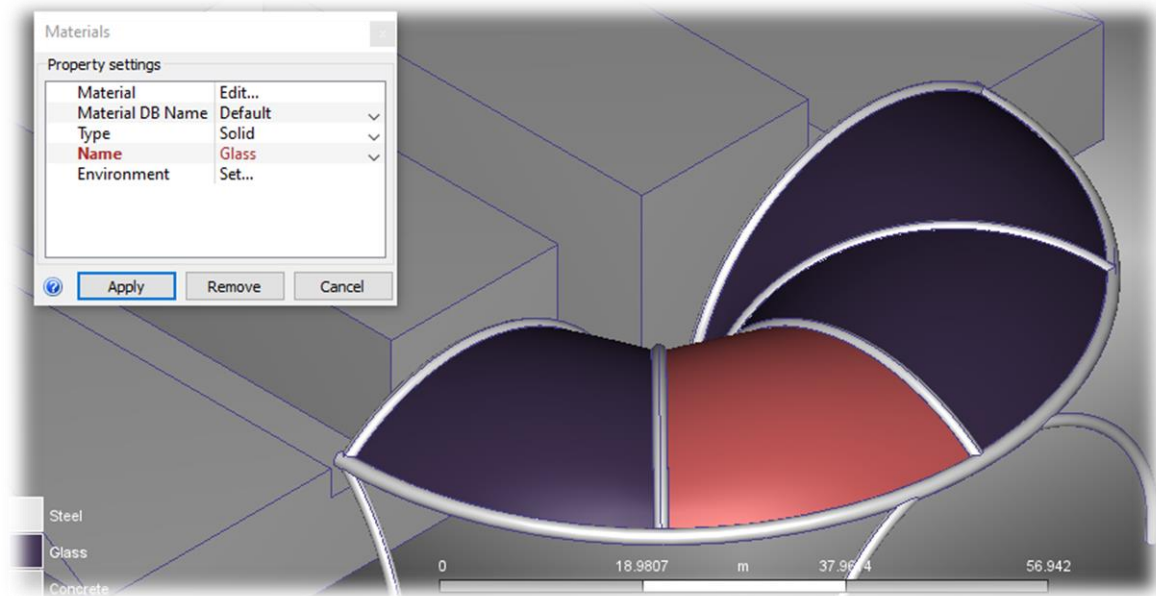 Materials
Property settings
Material Edit...
Material DB Name Default
Type Solid
Name Glass
Environment Set...
Apply Remove Cancel
Steel
Glass
Concrete
0 18.9807 m 56.942